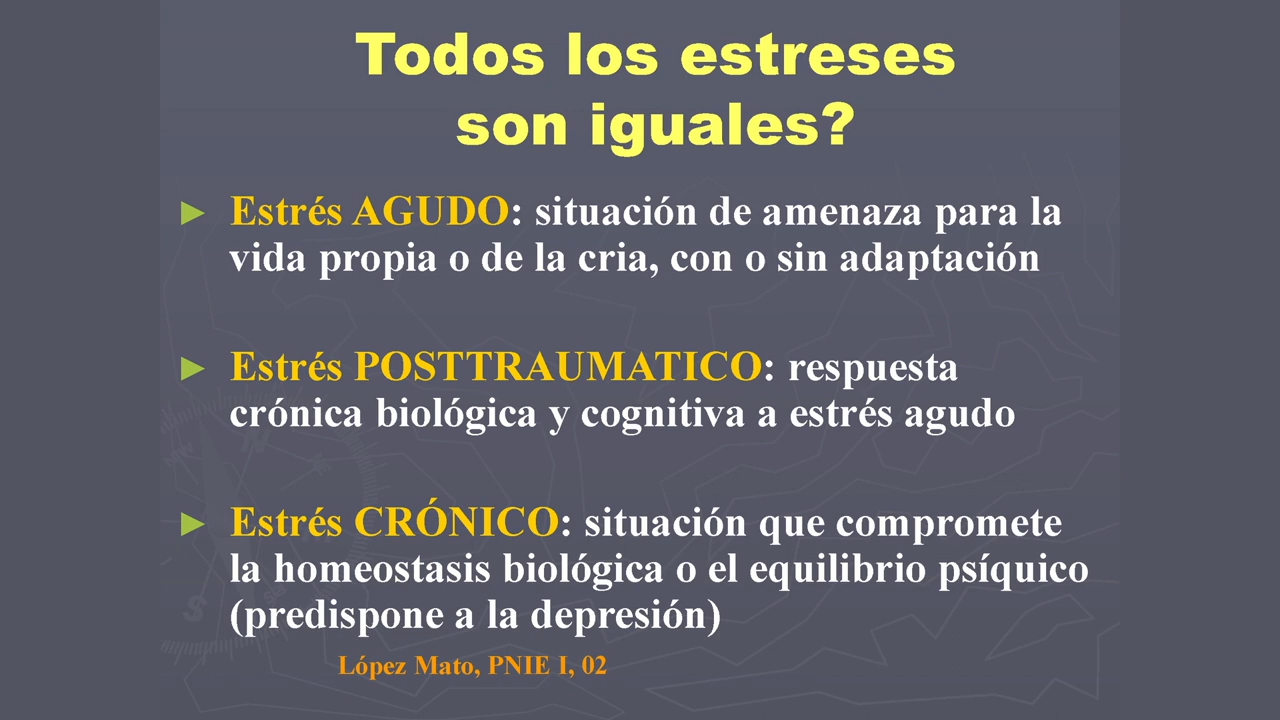 Todos los estreses
son iguales?
► Estrés AGUDO: situación de amenaza para la
vida propia o de la cria, con o sin adaptación
► Estrés POSTTRAUMATICO: respuesta
crónica biológica y cognitiva a estrés agudo
► Estrés CRÓNICO: situación que compromete
la homeostasis biológica o el equilibrio psíquico
(predispone a la depresión)
López Mato, PNIE I, 02